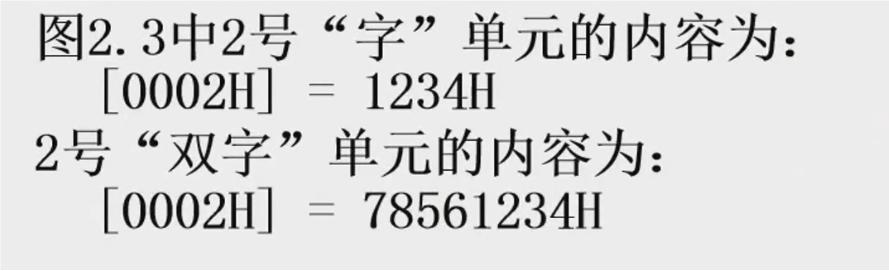 图2.3中2号“字”单元的内容为:
[0002H] = 1234H
2号“双字”单元的内容为:
[0002H] = 78561234H